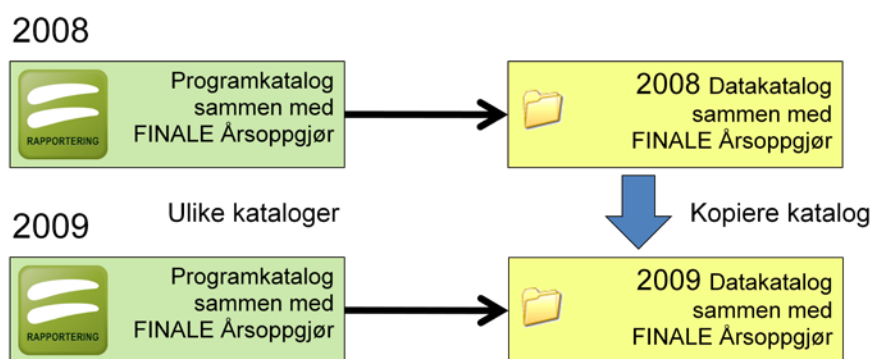 2008
RAPPORTERING
Programkatalog
sammen med
FINALE Årsoppgjør
2008 Datakatalog
sammen med
FINALE Årsoppgjør
Ulike kataloger
Kopiere katalog
2009
RAPPORTERING
Programkatalog
sammen med
FINALE Årsoppgjør
2009 Datakatalog
sammen med
FINALE Årsoppgjør